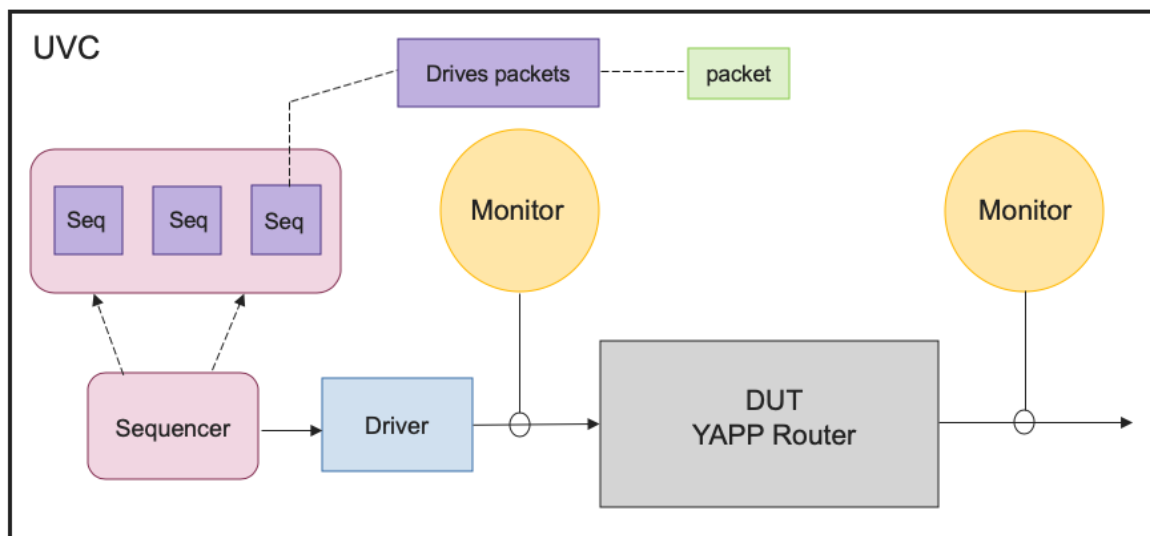 UVC
Drives packets
packet
Seq
Seq
Seq
Monitor
Monitor
Sequencer
Driver
DUT
YAPP Router